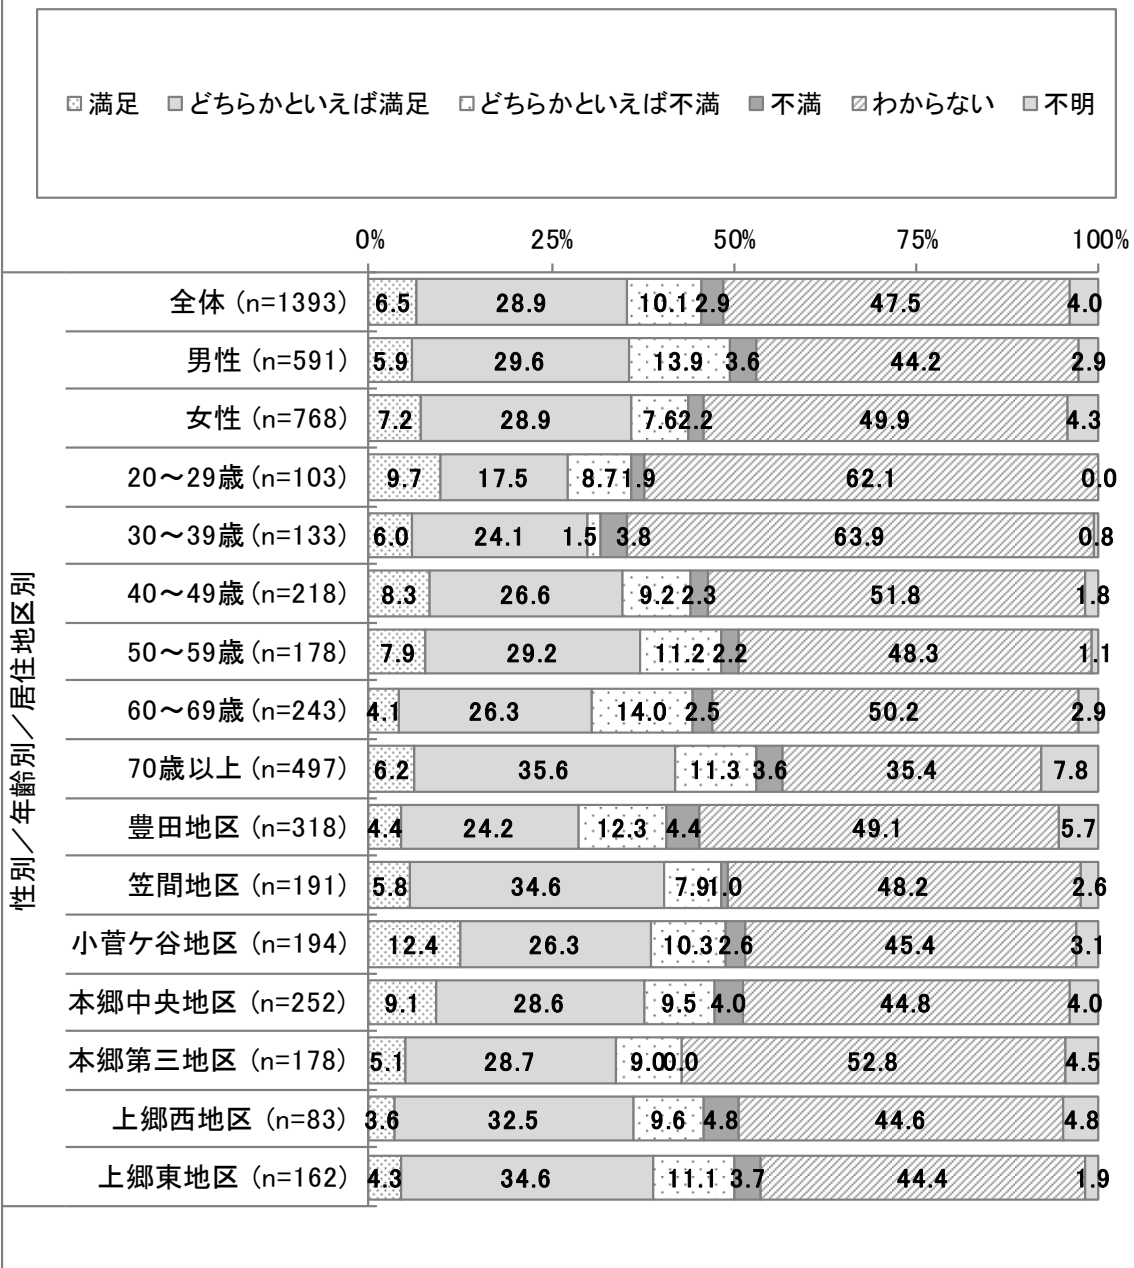 満足 どちらかといえば満足 どちらかといえば不満 不満 わからない 不明
0% 25% 50% 75% 100%
性別／年齢別／居住地区別
全体 (n=1393) 6.5 28.9 10.1 2.9 47.5 4.0
男性 (n=591) 5.9 29.6 13.9 3.6 44.2 2.9
女性 (n=768) 7.2 28.9 7.6 2.2 49.9 4.3
20～29歳 (n=103) 9.7 17.5 8.7 1.9 62.1 0.0
30～39歳 (n=133) 6.0 24.1 1.5 3.8 63.9 0.8
40～49歳 (n=218) 8.3 26.6 9.2 2.3 51.8 1.8
50～59歳 (n=178) 7.9 29.2 11.2 2.2 48.3 1.1
60～69歳 (n=243) 4.1 26.3 14.0 2.5 50.2 2.9
70歳以上 (n=497) 6.2 35.6 11.3 3.6 35.4 7.8
豊田地区 (n=318) 4.4 24.2 12.3 4.4 49.1 5.7
笠間地区 (n=191) 5.8 34.6 7.9 1.0 48.2 2.6
小菅ケ谷地区 (n=194) 12.4 26.3 10.3 2.6 45.4 3.1
本郷中央地区 (n=252) 9.1 28.6 9.5 4.0 44.8 4.0
本郷第三地区 (n=178) 5.1 28.7 9.0 0.0 52.8 4.5
上郷西地区 (n=83) 3.6 32.5 9.6 4.8 44.6 4.8
上郷東地区 (n=162) 4.3 34.6 11.1 3.7 44.4 1.9